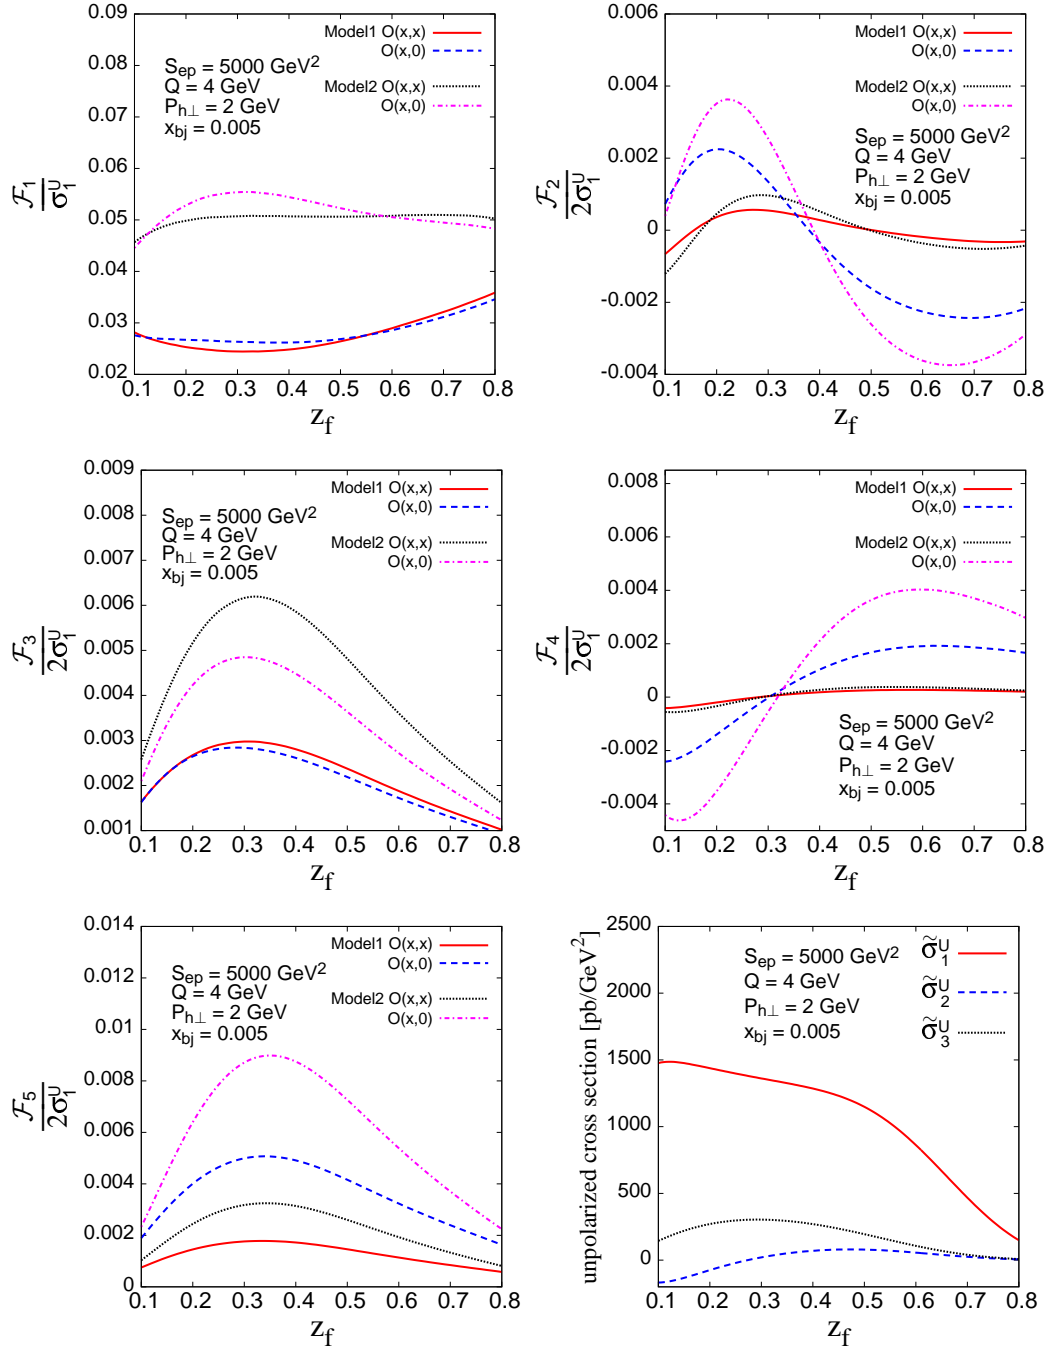 0.09
0.08
0.07
0.06
0.05
0.03
0.02
0.1 0.2 0.3 0.4 0.5 0.6 0.7 0.8
z_f
ℱ_1
σ_1^U
Model1 O(x,x)
O(x,0)
Model2 O(x,x)
O(x,0)
S_ep = 5000 GeV^2
Q = 4 GeV
P_h⊥ = 2 GeV
x_bj = 0.005
0.006
0.004
0.002
0
-0.002
-0.004
0.1 0.2 0.3 0.4 0.5 0.6 0.7 0.8
z_f
ℱ_2
2σ_1^U
Model1 O(x,x)
O(x,0)
Model2 O(x,x)
O(x,0)
S_ep = 5000 GeV^2
Q = 4 GeV
P_h⊥ = 2 GeV
x_bj = 0.005
0.009
0.008
0.007
0.006
0.005
0.004
0.003
0.002
0.001
0.1 0.2 0.3 0.4 0.5 0.6 0.7 0.8
z_f
ℱ_3
2σ_1^U
Model1 O(x,x)
O(x,0)
Model2 O(x,x)
O(x,0)
S_ep = 5000 GeV^2
Q = 4 GeV
P_h⊥ = 2 GeV
x_bj = 0.005
0.008
0.006
0.004
0.002
0
-0.002
-0.004
0.1 0.2 0.3 0.4 0.5 0.6 0.7 0.8
z_f
ℱ_4
2σ_1^U
Model1 O(x,x)
O(x,0)
Model2 O(x,x)
O(x,0)
S_ep = 5000 GeV^2
Q = 4 GeV
P_h⊥ = 2 GeV
x_bj = 0.005
0.014
0.012
0.01
0.008
0.006
0.004
0.002
0
0.1 0.2 0.3 0.4 0.5 0.6 0.7 0.8
z_f
ℱ_5
2σ_1^U
Model1 O(x,x)
O(x,0)
Model2 O(x,x)
O(x,0)
S_ep = 5000 GeV^2
Q = 4 GeV
P_h⊥ = 2 GeV
x_bj = 0.005
2500
2000
1500
1000
500
0
0.1 0.2 0.3 0.4 0.5 0.6 0.7 0.8
z_f
unpolarized cross section [pb/GeV^2]
S_ep = 5000 GeV^2
Q = 4 GeV
P_h⊥ = 2 GeV
x_bj = 0.005
σ̃_1^U
σ̃_2^U
σ̃_3^U